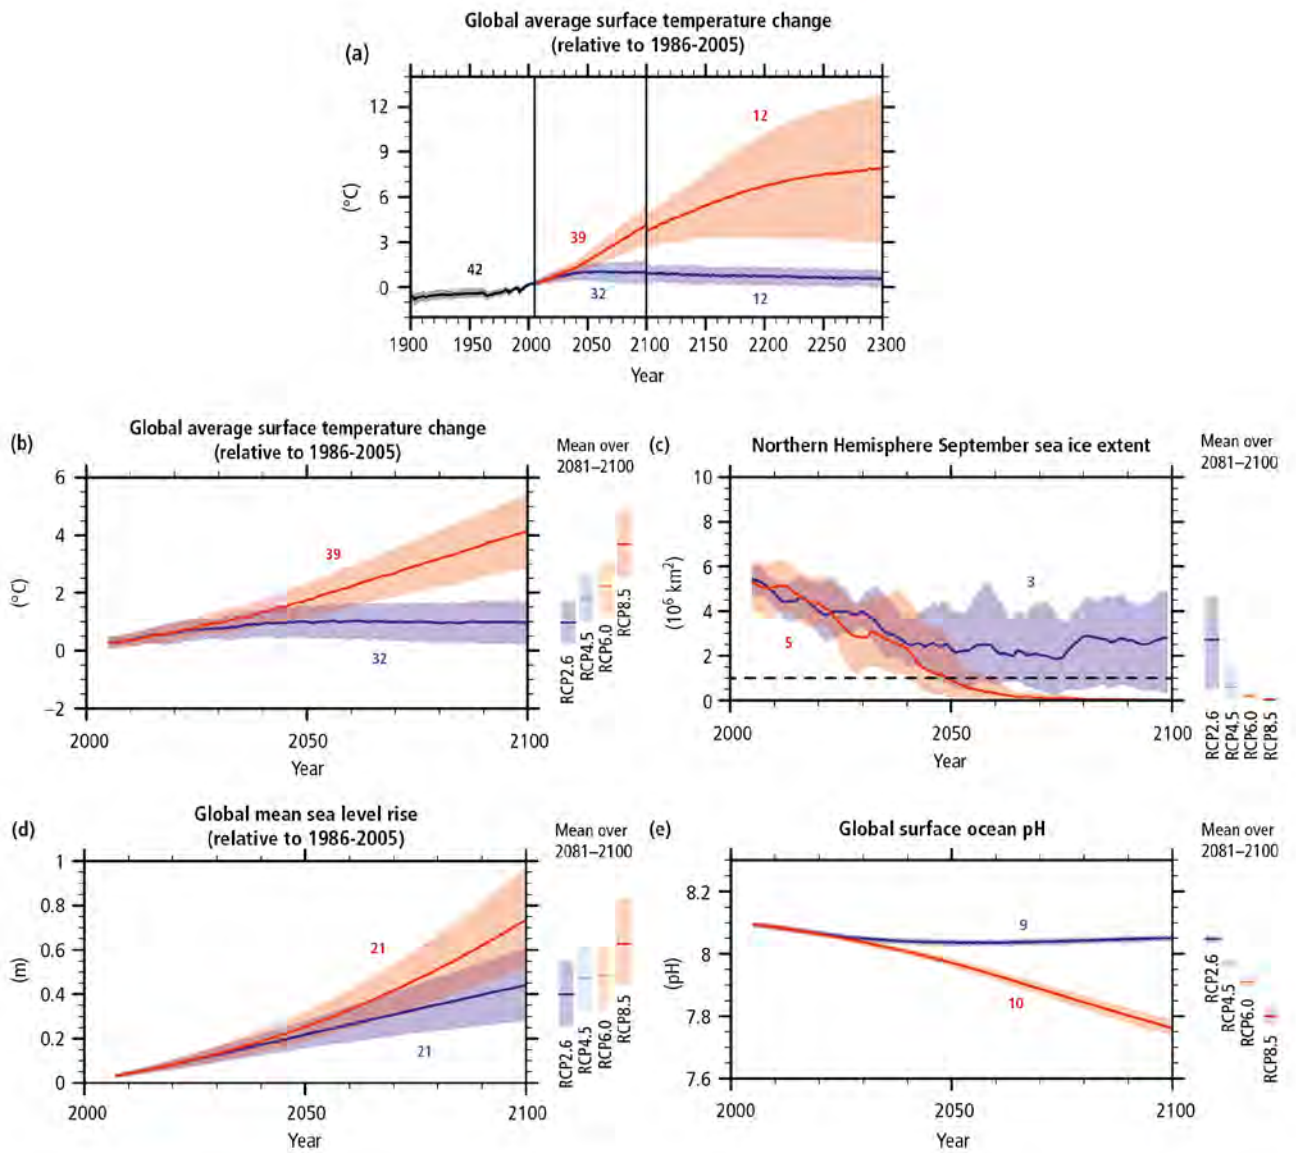 Global average surface temperature change
(relative to 1986-2005)
(a)
12
9
6
3
0
(°C)
12
39
42
32
12
1900 1950 2000 2050 2100 2150 2200 2250 2300
Year
(b)
Global average surface temperature change
(relative to 1986-2005)
Mean over
2081–2100
6
4
2
0
−2
(°C)
39
32
2000 2050 2100
Year
RCP2.6
RCP4.5
RCP6.0
RCP8.5
(c)
Northern Hemisphere September sea ice extent
Mean over
2081–2100
10
8
6
4
2
0
(10⁶ km²)
3
5
2000 2050 2100
Year
RCP2.6
RCP4.5
RCP6.0
RCP8.5
(d)
Global mean sea level rise
(relative to 1986-2005)
Mean over
2081–2100
1
0.8
0.6
0.4
0.2
0
(m)
21
21
2000 2050 2100
Year
RCP2.6
RCP4.5
RCP6.0
RCP8.5
(e)
Global surface ocean pH
Mean over
2081–2100
8.2
8
7.8
7.6
(pH)
9
10
2000 2050 2100
Year
RCP2.6
RCP4.5
RCP6.0
RCP8.5